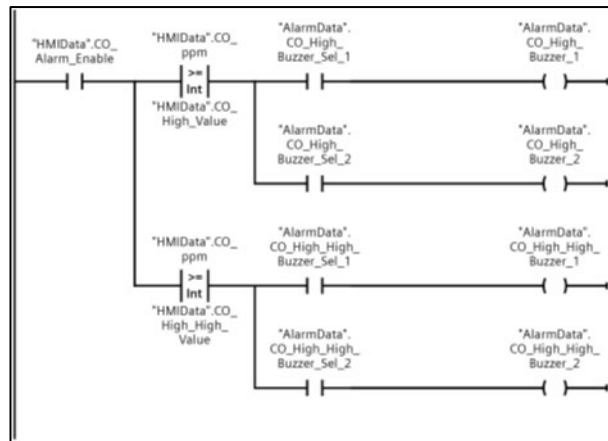 "HMIData".CO_
Alarm_Enable
"HMIData".CO_
ppm
>=
Int
"HMIData".CO_
High_Value
"AlarmData".
CO_High_
Buzzer_Sel_1
"AlarmData".
CO_High_
Buzzer_1
"AlarmData".
CO_High_
Buzzer_Sel_2
"AlarmData".
CO_High_
Buzzer_2
"HMIData".CO_
ppm
>=
Int
"HMIData".CO_
High_High_
Value
"AlarmData".
CO_High_High_
Buzzer_Sel_1
"AlarmData".
CO_High_High_
Buzzer_1
"AlarmData".
CO_High_High_
Buzzer_Sel_2
"AlarmData".
CO_High_High_
Buzzer_2